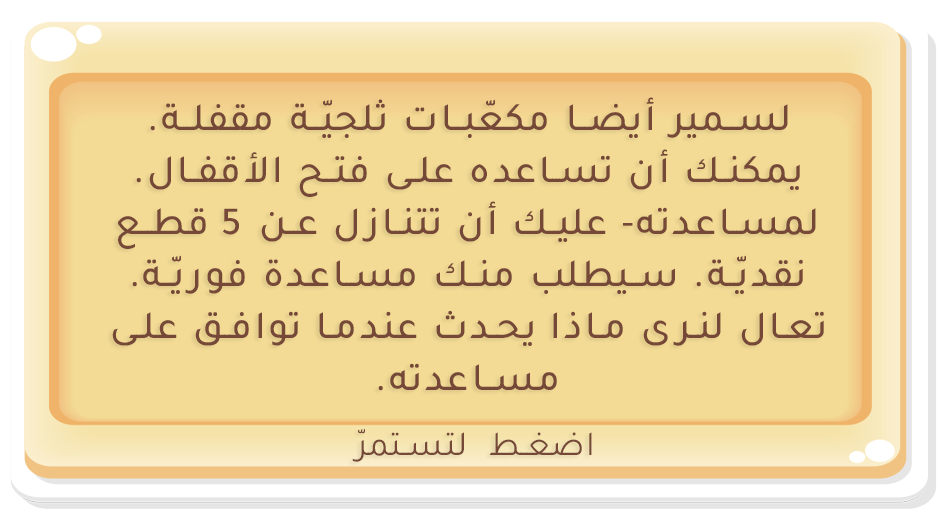 لسمير أيضا مكعّبات ثلجيّة مقفلة.
يمكنك أن تساعده على فتح الأقفال.
لمساعدته- عليك أن تتنازل عن 5 قطع
نقديّة. سيطلب منك مساعدة فوريّة.
تعال لنرى ماذا يحدث عندما توافق على
مساعدته.
اضغط لتستمرّ